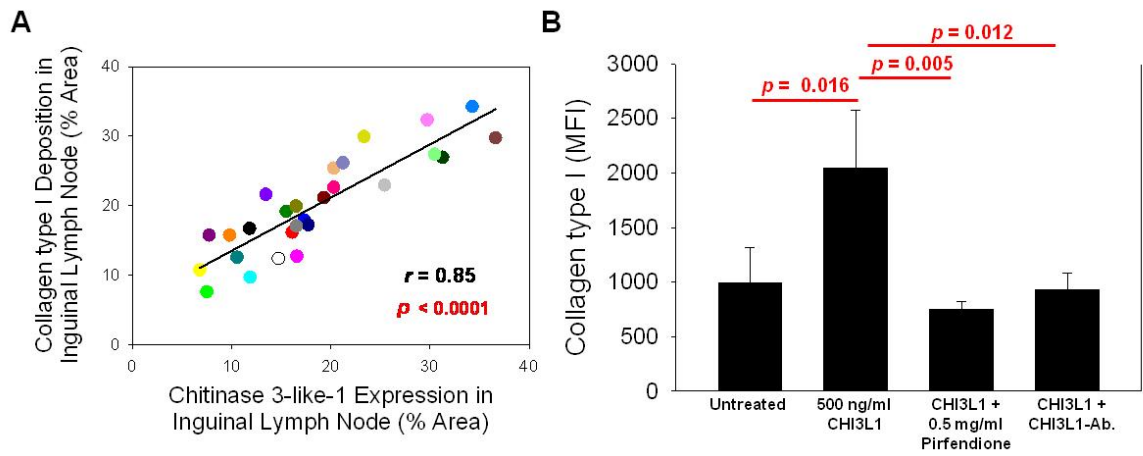 A
Collagen type I Deposition in
Inguinal Lymph Node (% Area)
40
30
20
10
0
0
10
20
30
40
r = 0.85
p < 0.0001
Chitinase 3-like-1 Expression in
Inguinal Lymph Node (% Area)
B
p = 0.012
p = 0.005
p = 0.016
Collagen type I (MFI)
3000
2500
2000
1500
1000
500
0
Untreated
500 ng/ml
CHI3L1
CHI3L1 +
0.5 mg/ml
Pirfendione
CHI3L1 +
CHI3L1-Ab.